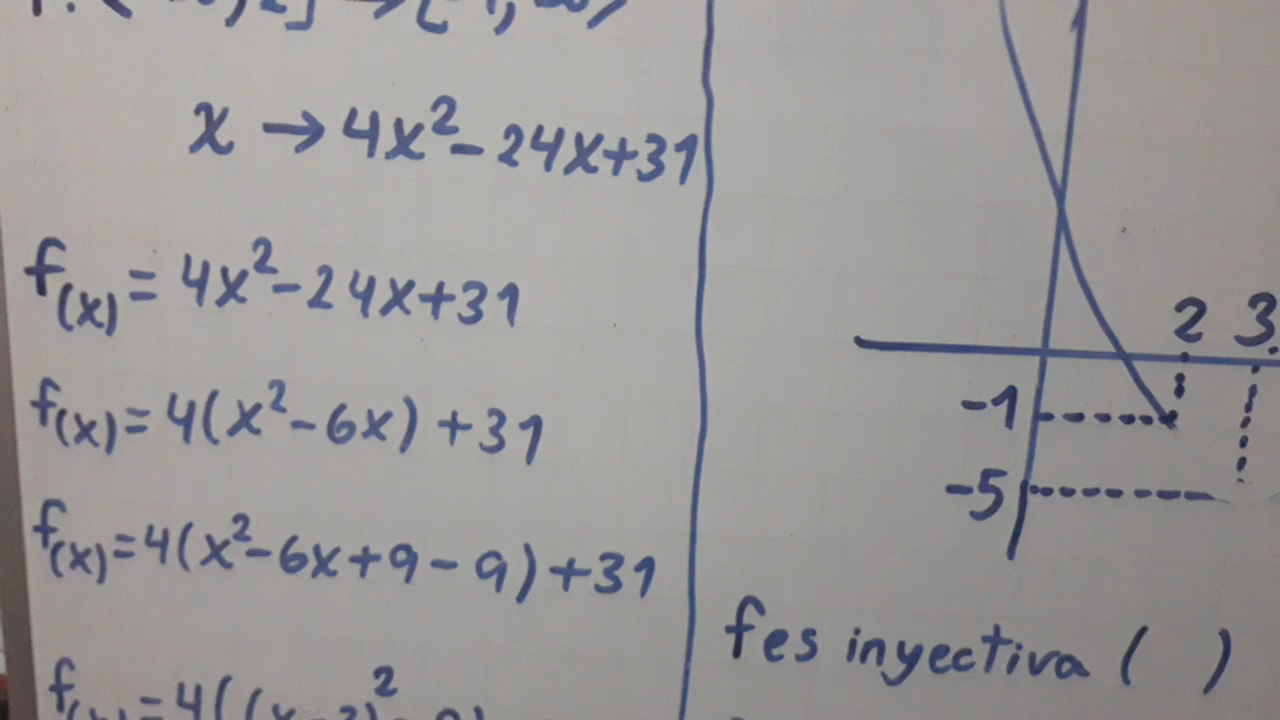 x → 4x² - 24x + 31
f(x) = 4x² - 24x + 31
f(x) = 4(x² - 6x) + 31
f(x) = 4(x² - 6x + 9 - 9) + 31
2 3
-1
-5
f es inyectiva ( )